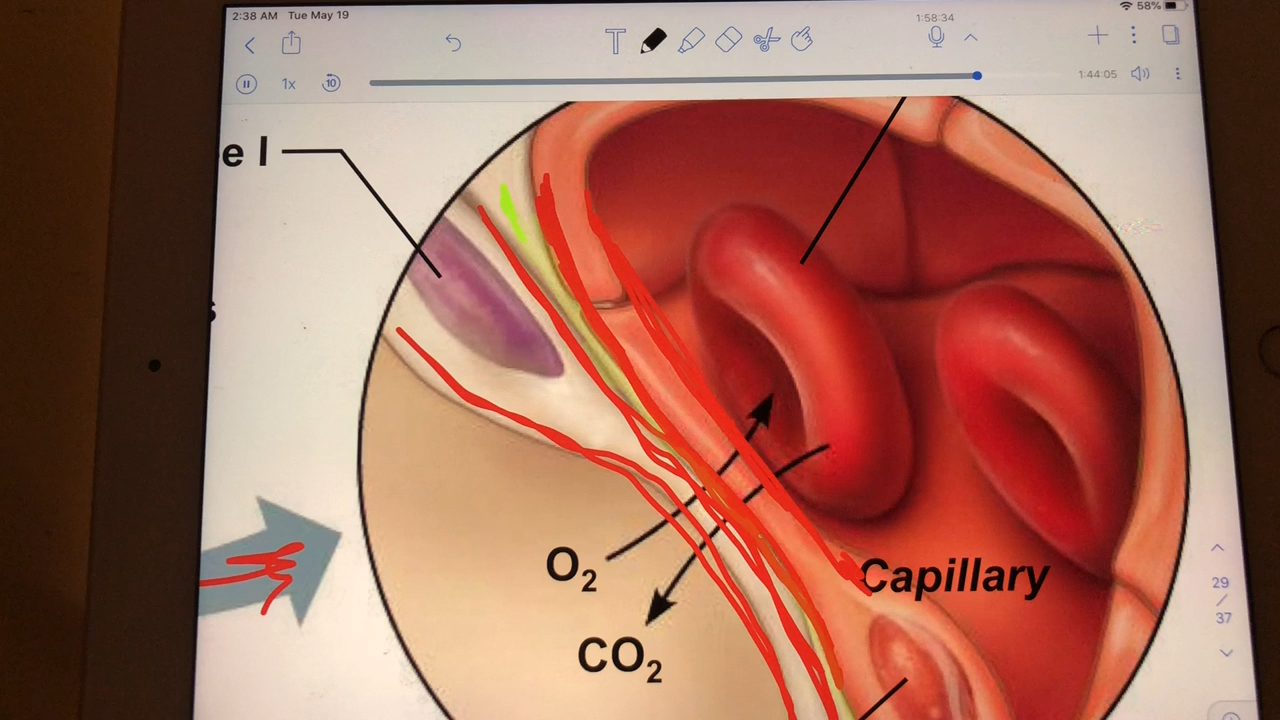 2:38 AM Tue May 19
58%
1:58:34
T
1x
10
1:44:05
e I
s
O2
CO2
Capillary
29
/
37